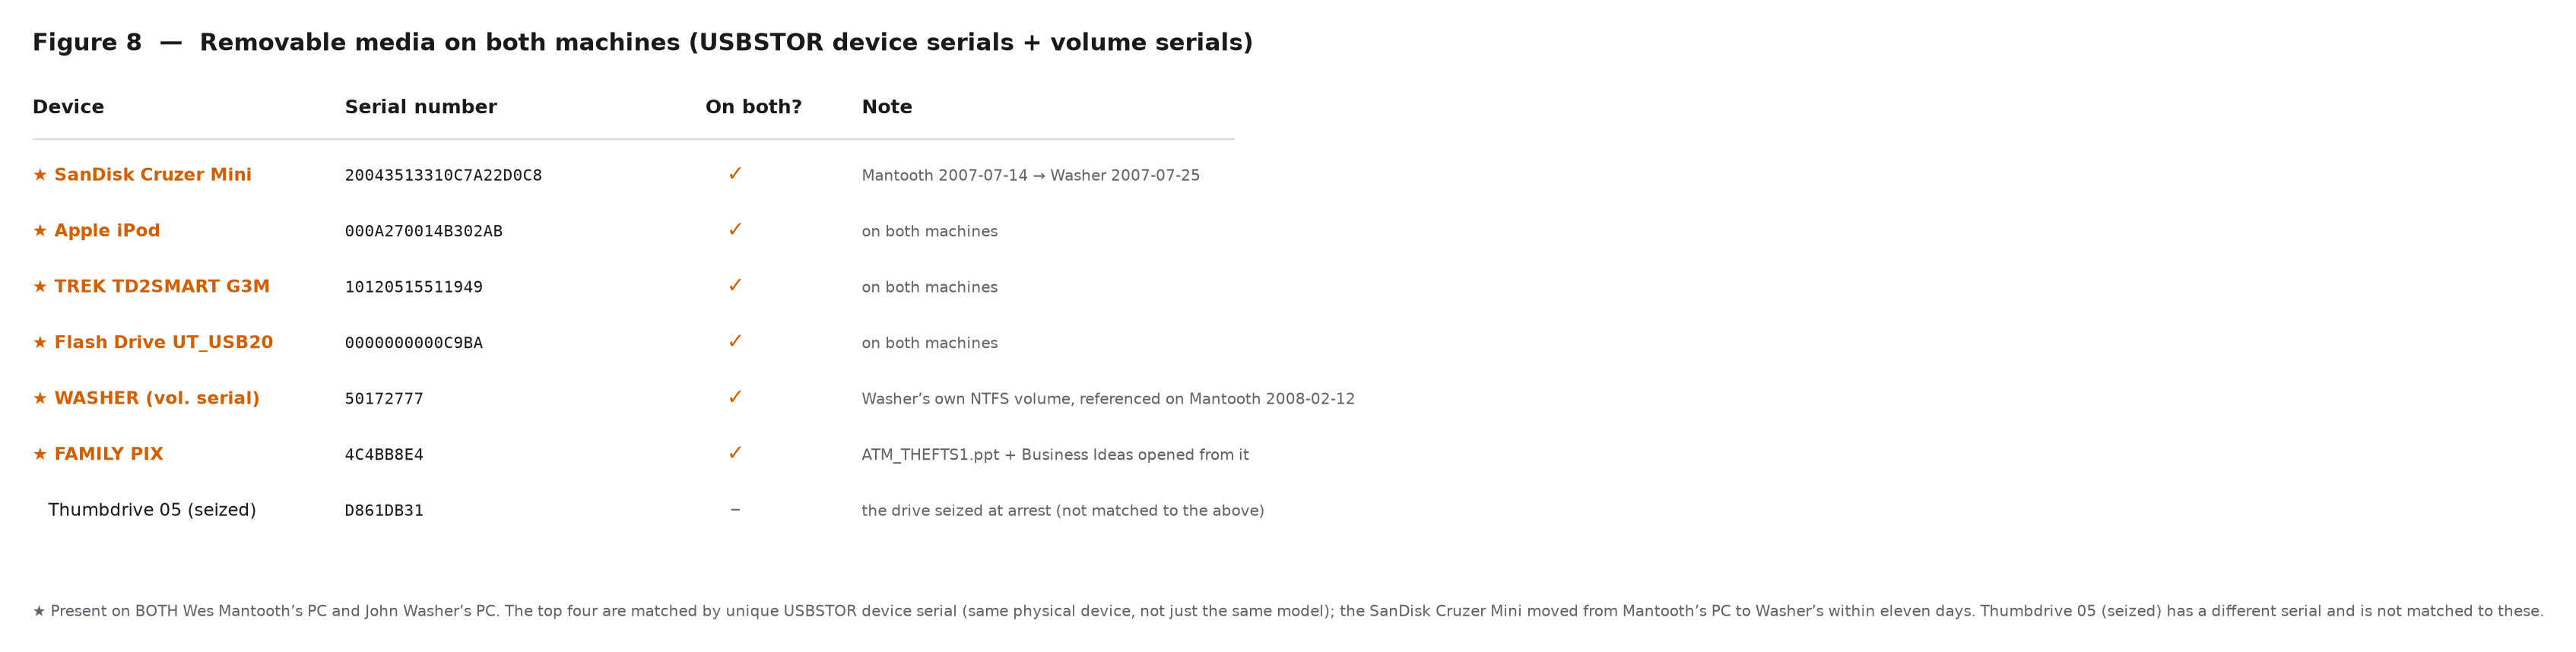 Figure 8 — Removable media on both machines (USBSTOR device serials + volume serials)
Device Serial number On both? Note
★ SanDisk Cruzer Mini 20043513310C7A22D0C8 ✓ Mantooth 2007-07-14 → Washer 2007-07-25
★ Apple iPod 000A270014B302AB ✓ on both machines
★ TREK TD2SMART G3M 10120515511949 ✓ on both machines
★ Flash Drive UT_USB20 0000000000C9BA ✓ on both machines
★ WASHER (vol. serial) 50172777 ✓ Washer’s own NTFS volume, referenced on Mantooth 2008-02-12
★ FAMILY PIX 4C4BB8E4 ✓ ATM_THEFTS1.ppt + Business Ideas opened from it
Thumbdrive 05 (seized) D861DB31 – the drive seized at arrest (not matched to the above)
★ Present on BOTH Wes Mantooth’s PC and John Washer’s PC. The top four are matched by unique USBSTOR device serial (same physical device, not just the same model); the SanDisk Cruzer Mini moved from Mantooth’s PC to Washer’s within eleven days. Thumbdrive 05 (seized) has a different serial and is not matched to these.